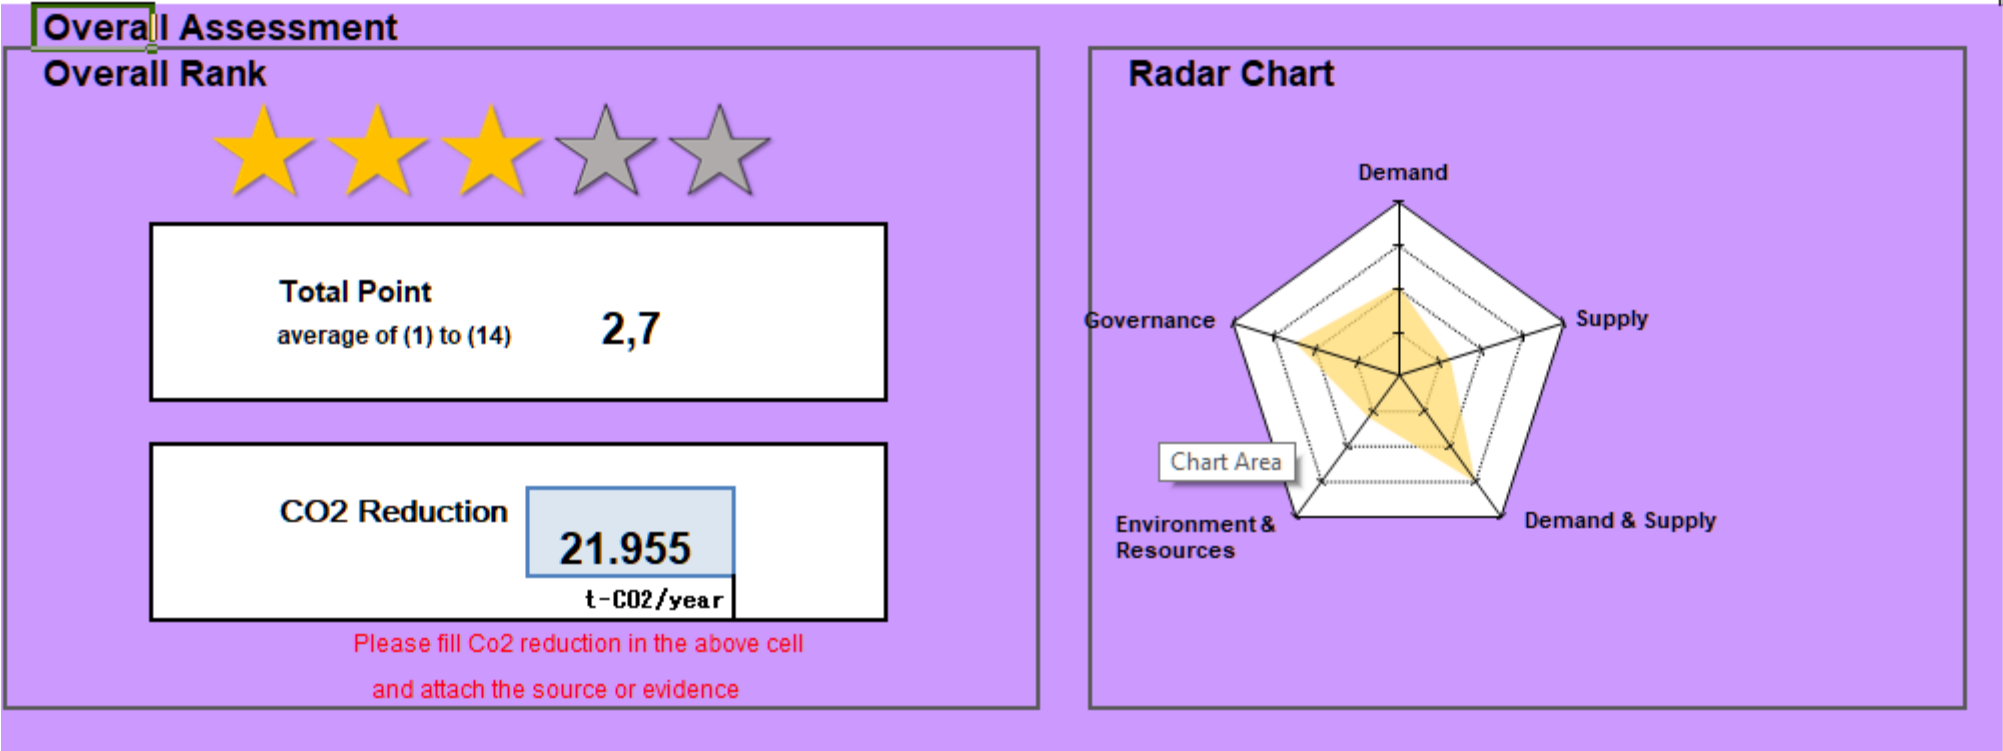 Overall Assessment
Overall Rank
Total Point
average of (1) to (14)
2,7
CO2 Reduction
21.955
t-CO2/year
Please fill Co2 reduction in the above cell
and attach the source or evidence
Radar Chart
Demand
Governance
Supply
Chart Area
Environment &
Resources
Demand & Supply